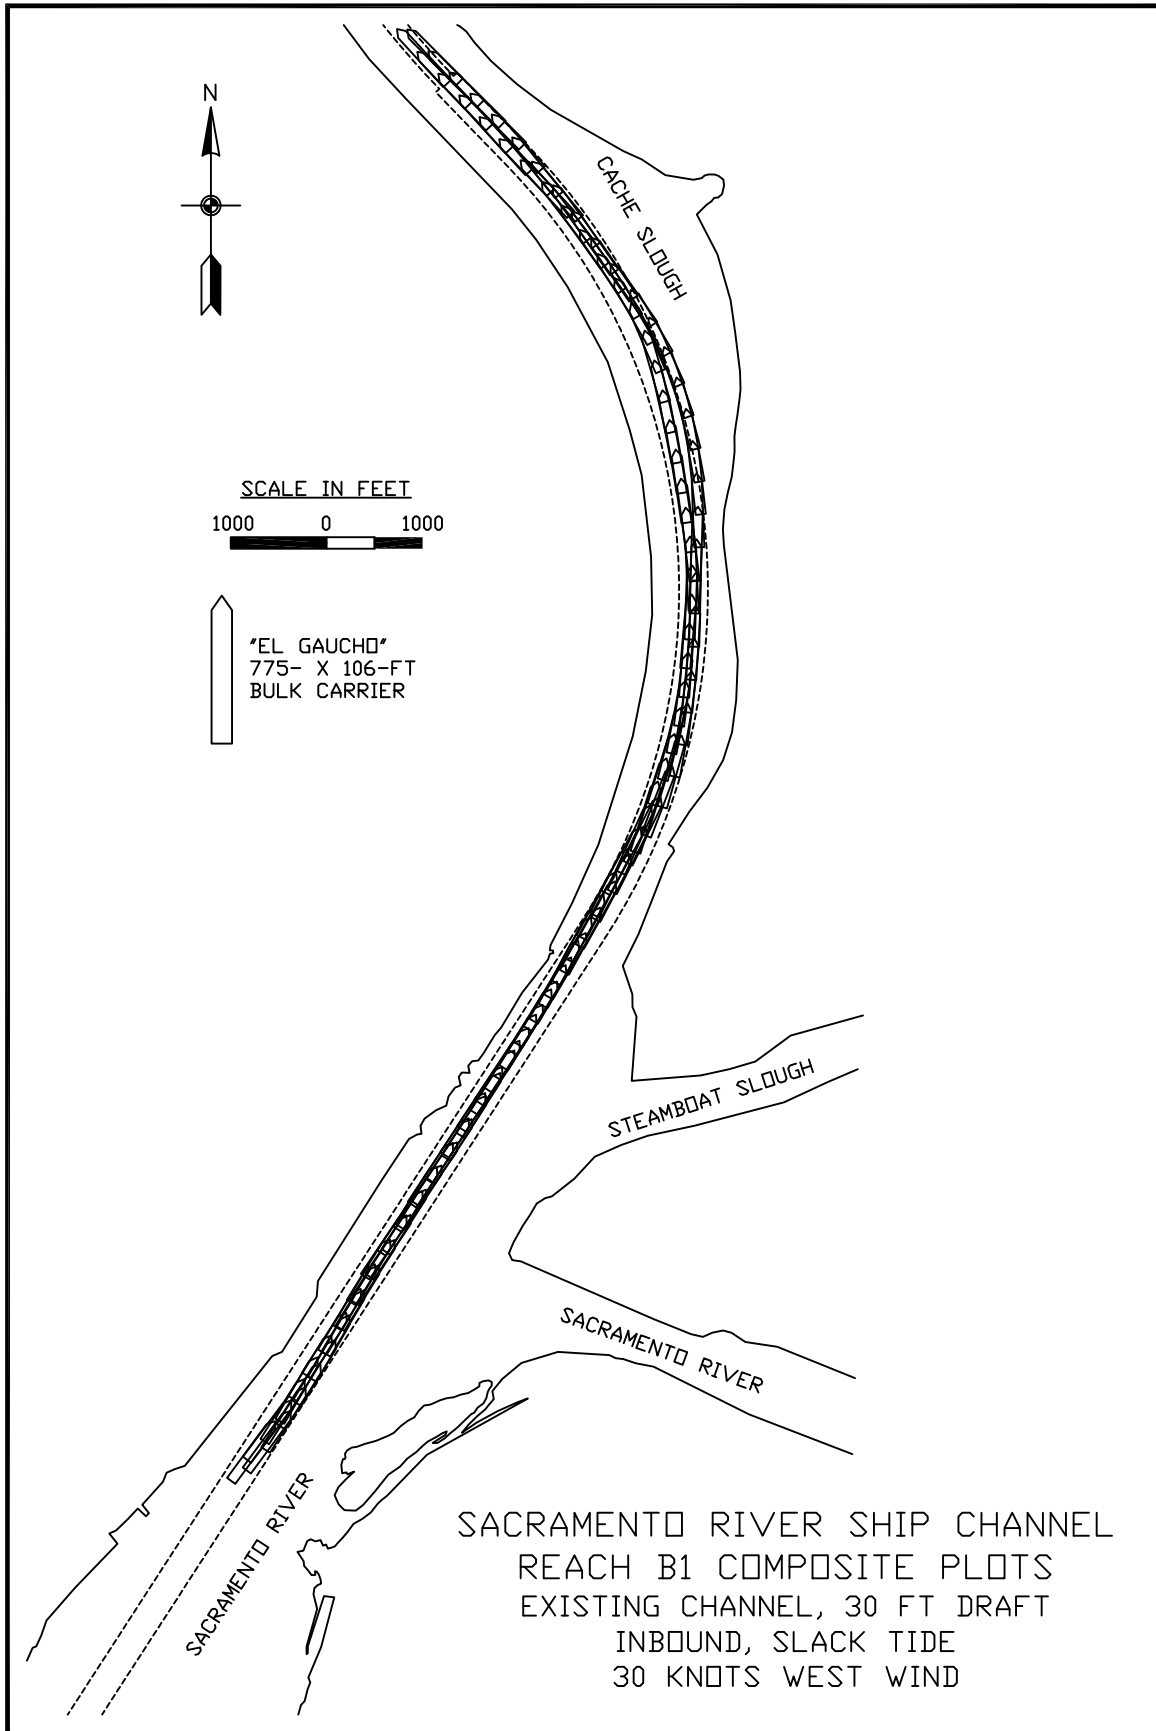 N
CACHE SLOUGH
SCALE IN FEET
1000 0 1000
"EL GAUCHO"
775- X 106-FT
BULK CARRIER
STEAMBOAT SLOUGH
SACRAMENTO RIVER
SACRAMENTO RIVER
SACRAMENTO RIVER SHIP CHANNEL
REACH B1 COMPOSITE PLOTS
EXISTING CHANNEL, 30 FT DRAFT
INBOUND, SLACK TIDE
30 KNOTS WEST WIND